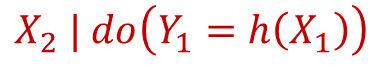 X₂ | do(Y₁ = h(X₁))